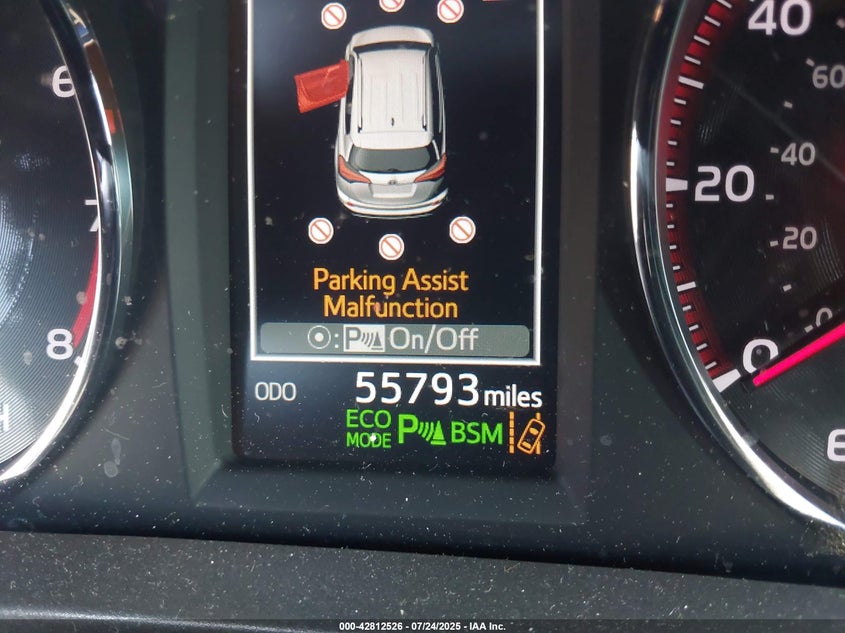 6
7
8
Parking Assist
Malfunction
: P On/Off
ODO 55793 miles
ECO
MODE P BSM
40
60
20
40
20
0
0
000-42812526 - 07/24/2025 - IAA Inc.